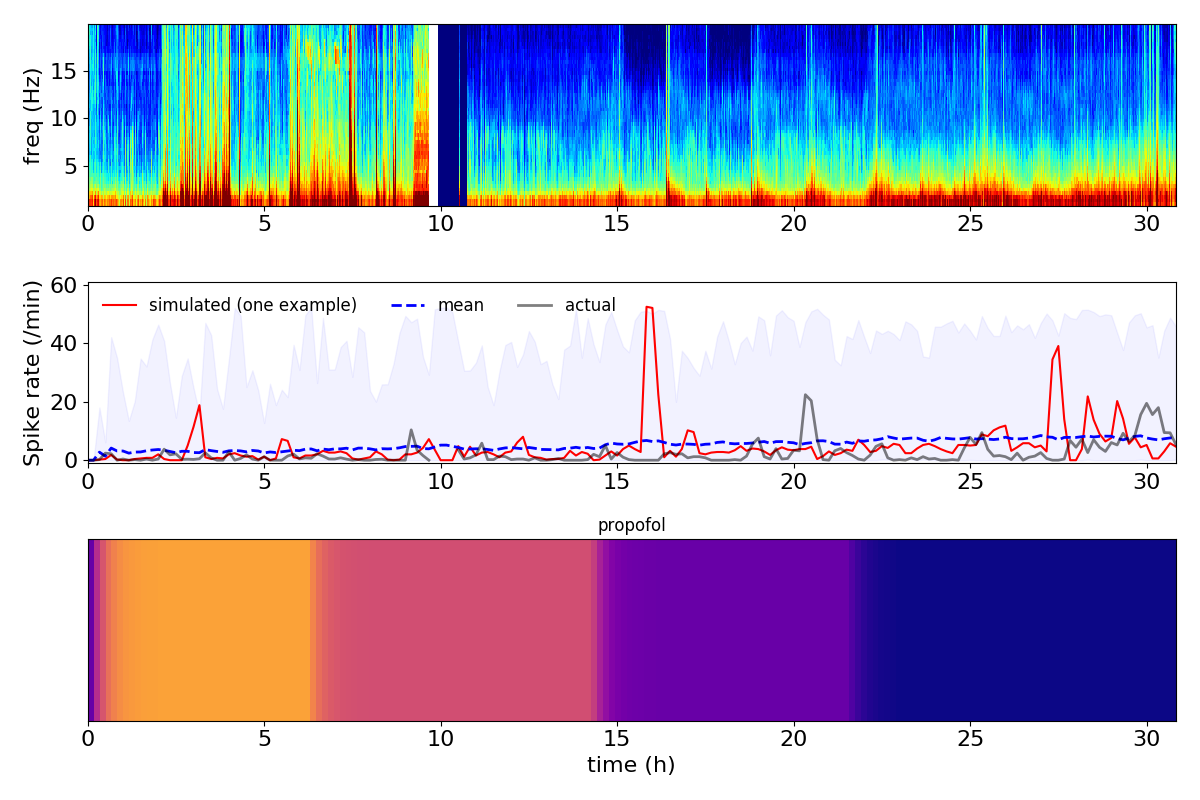 freq (Hz)
15
10
5
0 5 10 15 20 25 30
Spike rate (/min)
60
40
20
0
simulated (one example) mean actual
0 5 10 15 20 25 30
propofol
0 5 10 15 20 25 30
time (h)